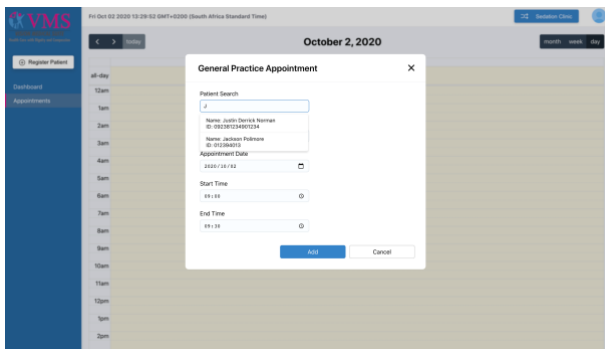 VMS
Fri Oct 02 2020 13:29:52 GMT+0200 (South Africa Standard Time)
Sedation Clinic
today
October 2, 2020
month week day
Register Patient
Dashboard
Appointments
General Practice Appointment
Patient Search
J
Name: Justin Derrick Norman
ID: 092381234901234
Name: Jackson Polimore
ID: 012394013
Appointment Date
2020/10/02
Start Time
09:00
End Time
09:30
Add
Cancel
all-day
12am
1am
2am
3am
4am
5am
6am
7am
8am
9am
10am
11am
12pm
1pm
2pm